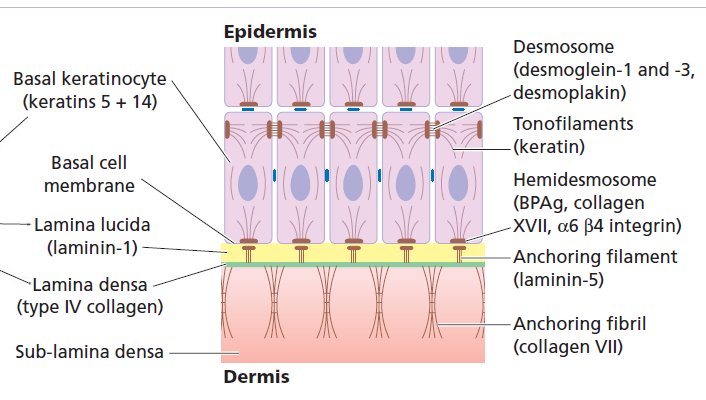 Epidermis
Basal keratinocyte
(keratins 5 + 14)
Basal cell
membrane
Lamina lucida
(laminin-1)
Lamina densa
(type IV collagen)
Sub-lamina densa
Desmosome
(desmoglein-1 and -3,
desmoplakin)
Tonofilaments
(keratin)
Hemidesmosome
(BPAg, collagen
XVII, α6 β4 integrin)
Anchoring filament
(laminin-5)
Anchoring fibril
(collagen VII)
Dermis